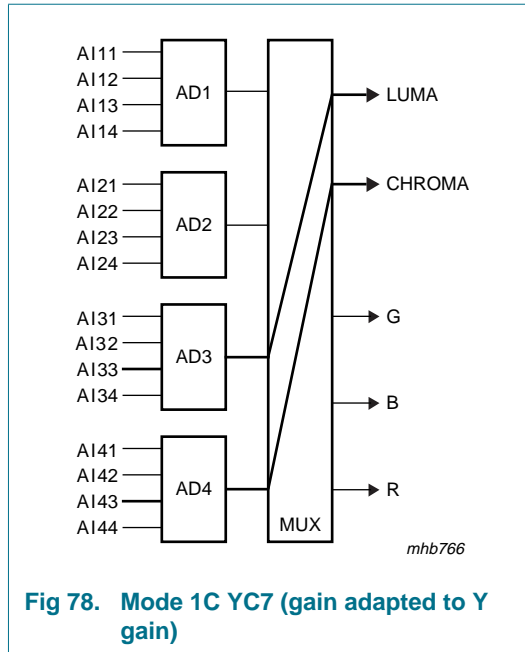 AI11
AI12
AI13
AI14
AD1
LUMA
AI21
AI22
AI23
AI24
AD2
CHROMA
AI31
AI32
AI33
AI34
AD3
G
B
AI41
AI42
AI43
AI44
AD4
R
MUX
mhb766
Fig 78. Mode 1C YC7 (gain adapted to Y
gain)